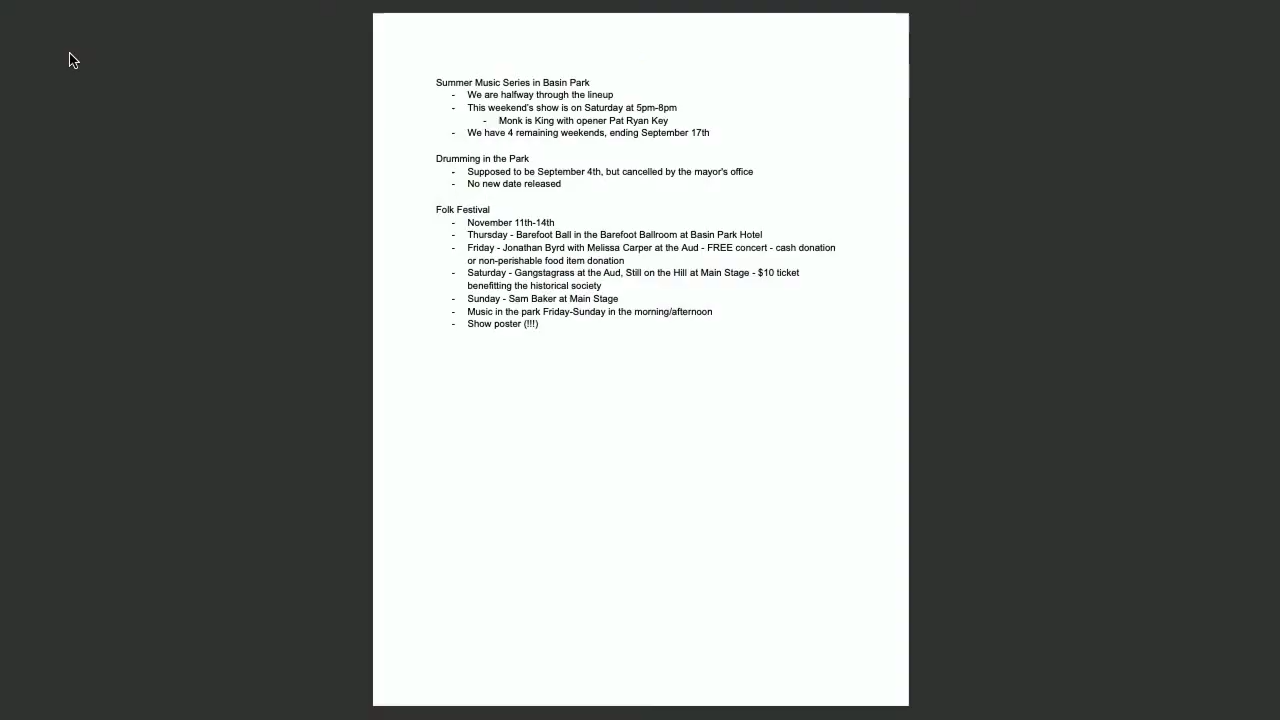 Summer Music Series in Basin Park
- We are halfway through the lineup
- This weekend's show is on Saturday at 5pm-8pm
- Monk is King with opener Pat Ryan Key
- We have 4 remaining weekends, ending September 17th
Drumming in the Park
- Supposed to be September 4th, but cancelled by the mayor's office
- No new date released
Folk Festival
- November 11th-14th
- Thursday - Barefoot Ball in the Barefoot Ballroom at Basin Park Hotel
- Friday - Jonathan Byrd with Melissa Carper at the Aud - FREE concert - cash donation
or non-perishable food item donation
- Saturday - Gangstagrass at the Aud, Still on the Hill at Main Stage - $10 ticket
benefitting the historical society
- Sunday - Sam Baker at Main Stage
- Music in the park Friday-Sunday in the morning/afternoon
- Show poster (!!!)